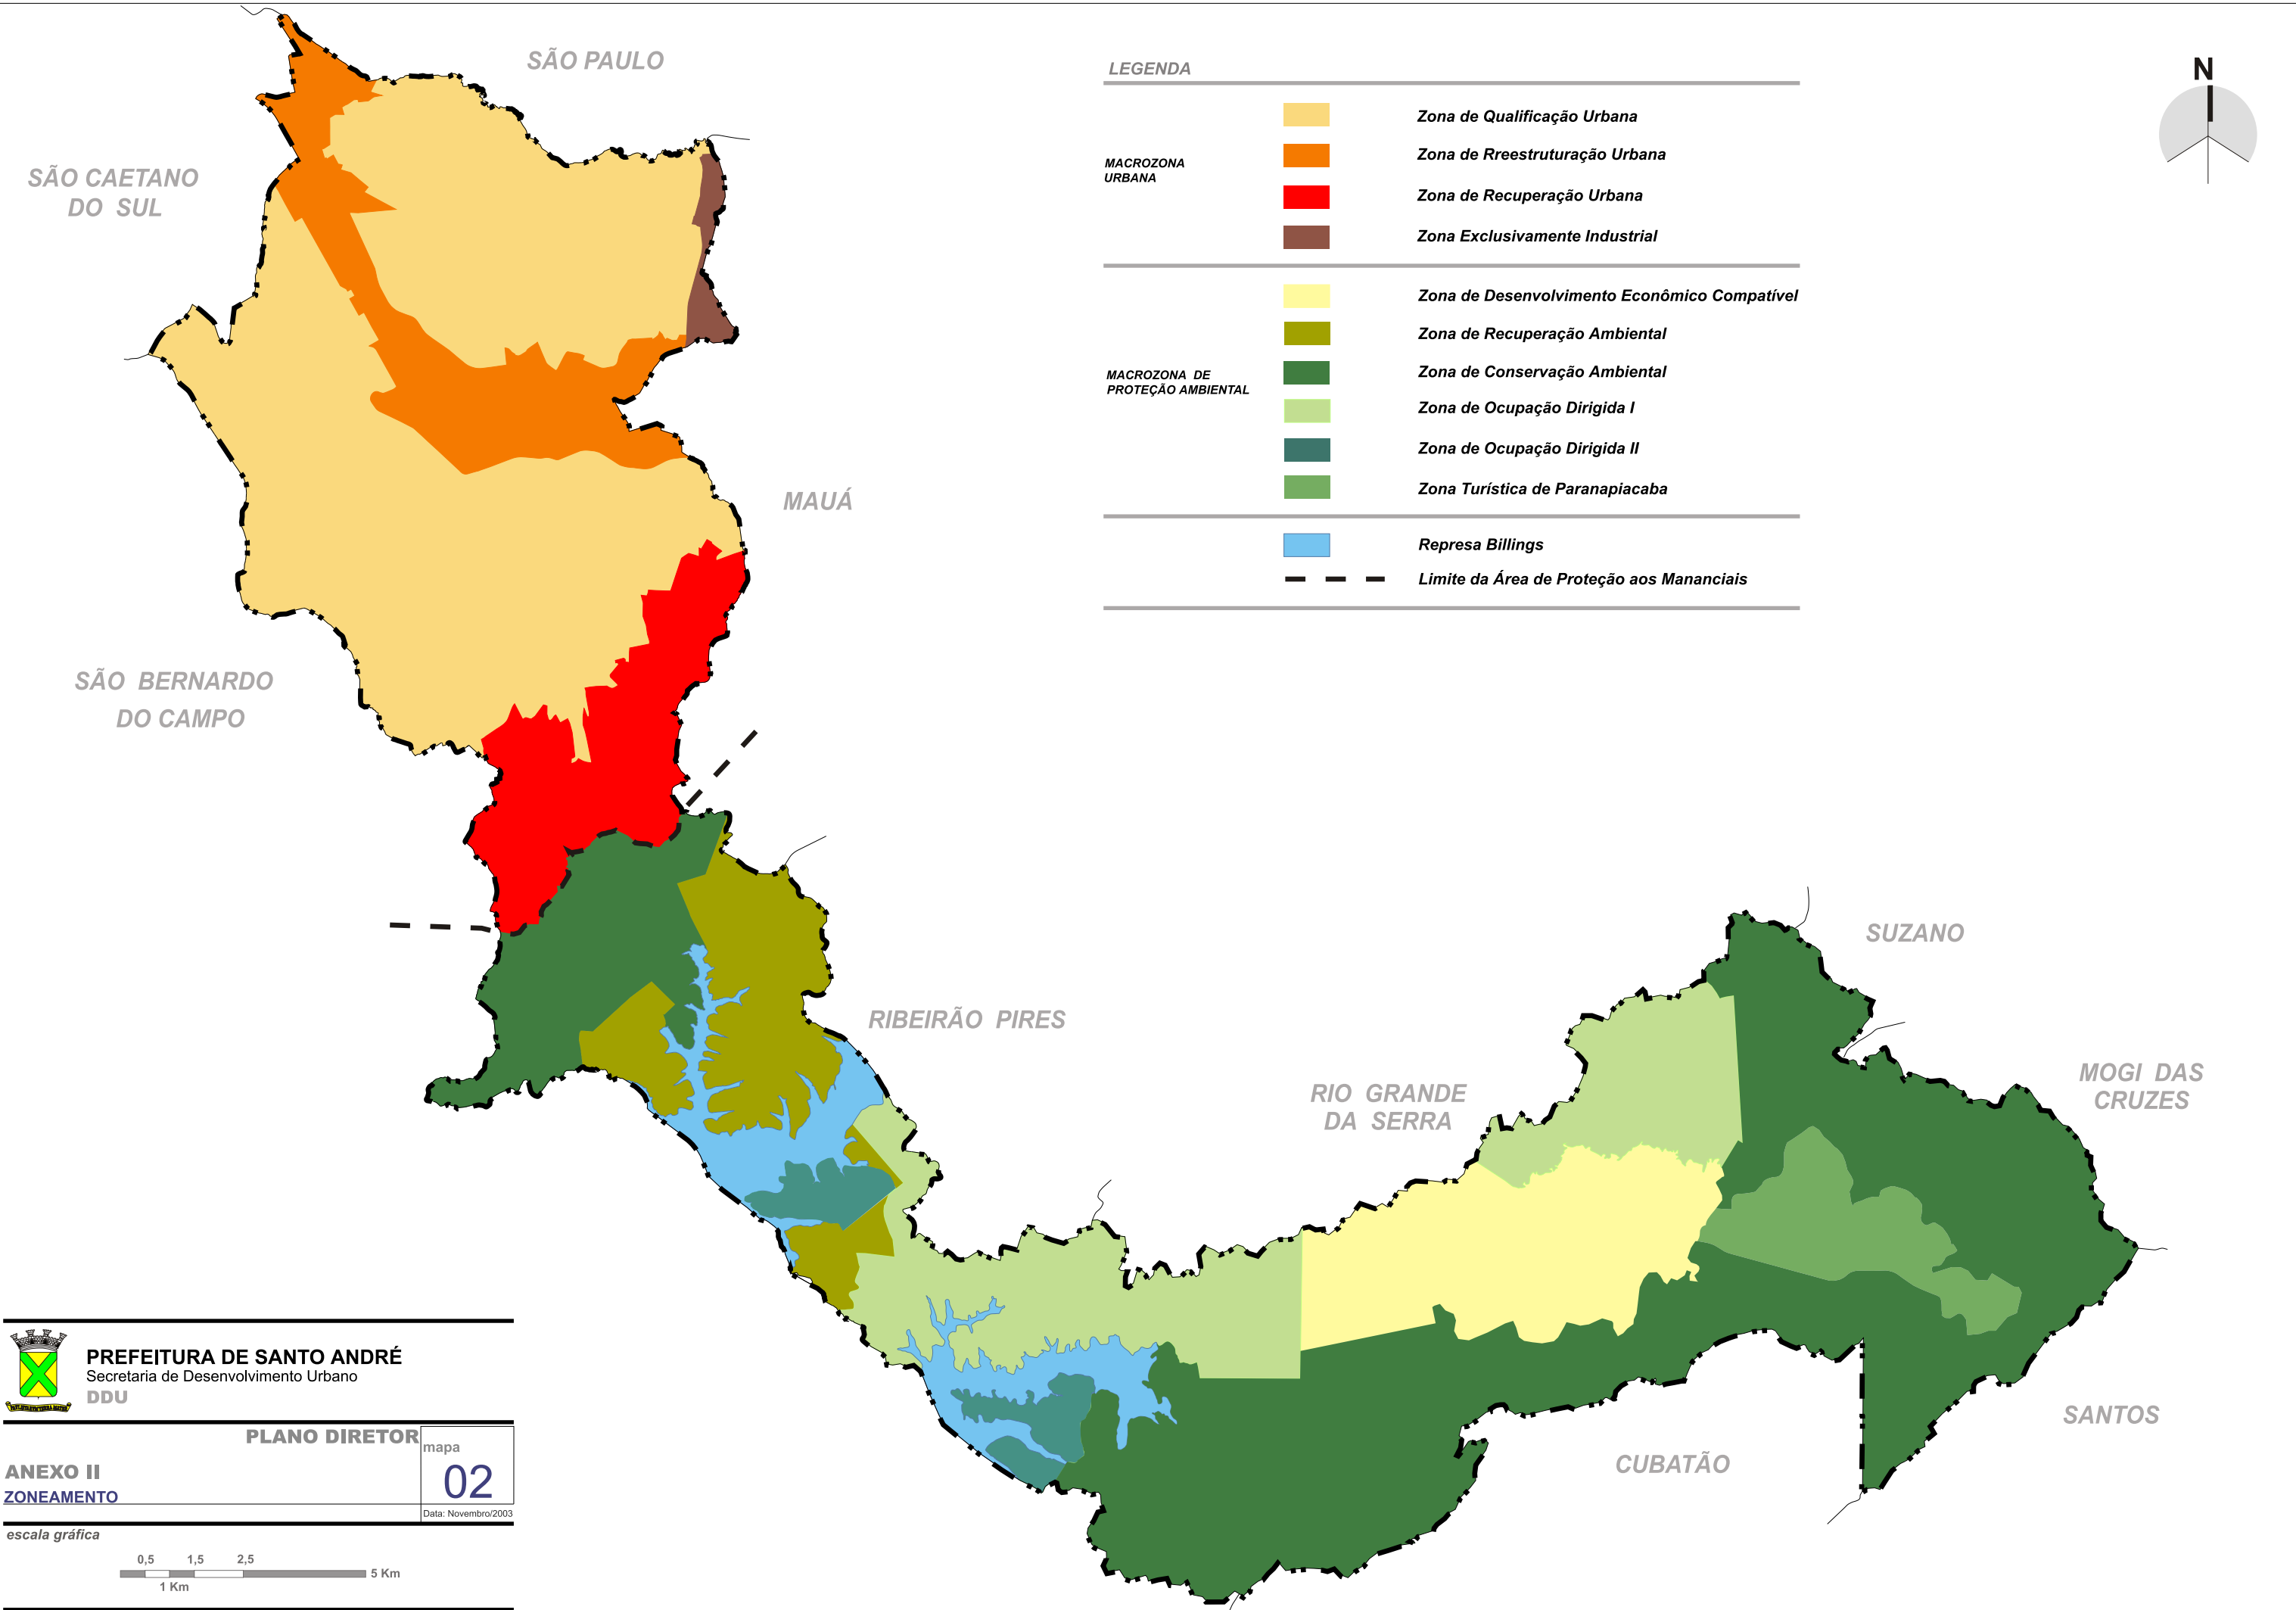 SÃO PAULO
SÃO CAETANO
DO SUL
MAUÁ
SÃO BERNARDO
DO CAMPO
RIBEIRÃO PIRES
RIO GRANDE
DA SERRA
SUZANO
MOGI DAS
CRUZES
SANTOS
CUBATÃO
LEGENDA
MACROZONA
URBANA
Zona de Qualificação Urbana
Zona de Rreestruturação Urbana
Zona de Recuperação Urbana
Zona Exclusivamente Industrial
MACROZONA DE
PROTEÇÃO AMBIENTAL
Zona de Desenvolvimento Econômico Compatível
Zona de Recuperação Ambiental
Zona de Conservação Ambiental
Zona de Ocupação Dirigida I
Zona de Ocupação Dirigida II
Zona Turística de Paranapiacaba
Represa Billings
Limite da Área de Proteção aos Mananciais
N
PREFEITURA DE SANTO ANDRÉ
Secretaria de Desenvolvimento Urbano
DDU
PLANO DIRETOR
mapa
02
ANEXO II
ZONEAMENTO
Data: Novembro/2003
escala gráfica
0,5 1,5 2,5
5 Km
1 Km